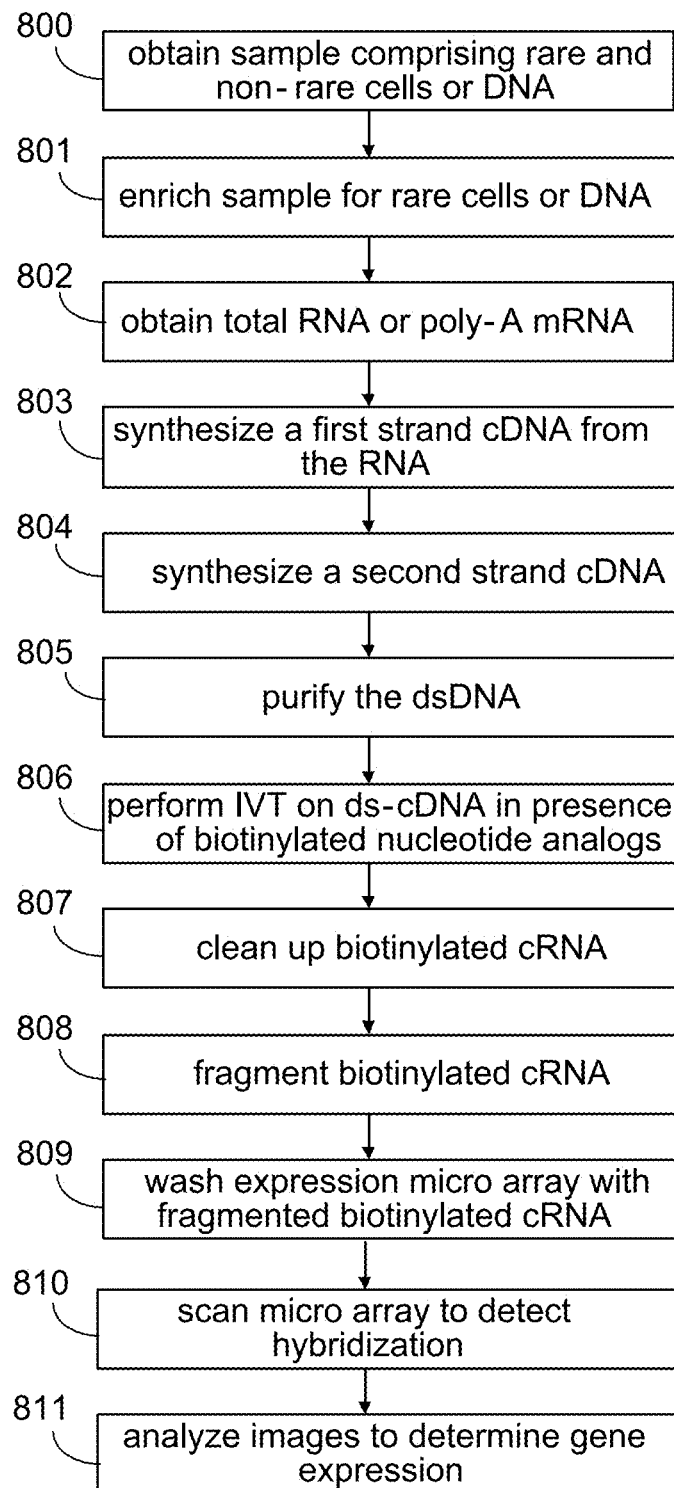 800
obtain sample comprising rare and
non-rare cells or DNA
801
enrich sample for rare cells or DNA
802
obtain total RNA or poly-A mRNA
803
synthesize a first strand cDNA from
the RNA
804
synthesize a second strand cDNA
805
purify the dsDNA
806
perform IVT on ds-cDNA in presence
of biotinylated nucleotide analogs
807
clean up biotinylated cRNA
808
fragment biotinylated cRNA
809
wash expression micro array with
fragmented biotinylated cRNA
810
scan micro array to detect
hybridization
811
analyze images to determine gene
expression